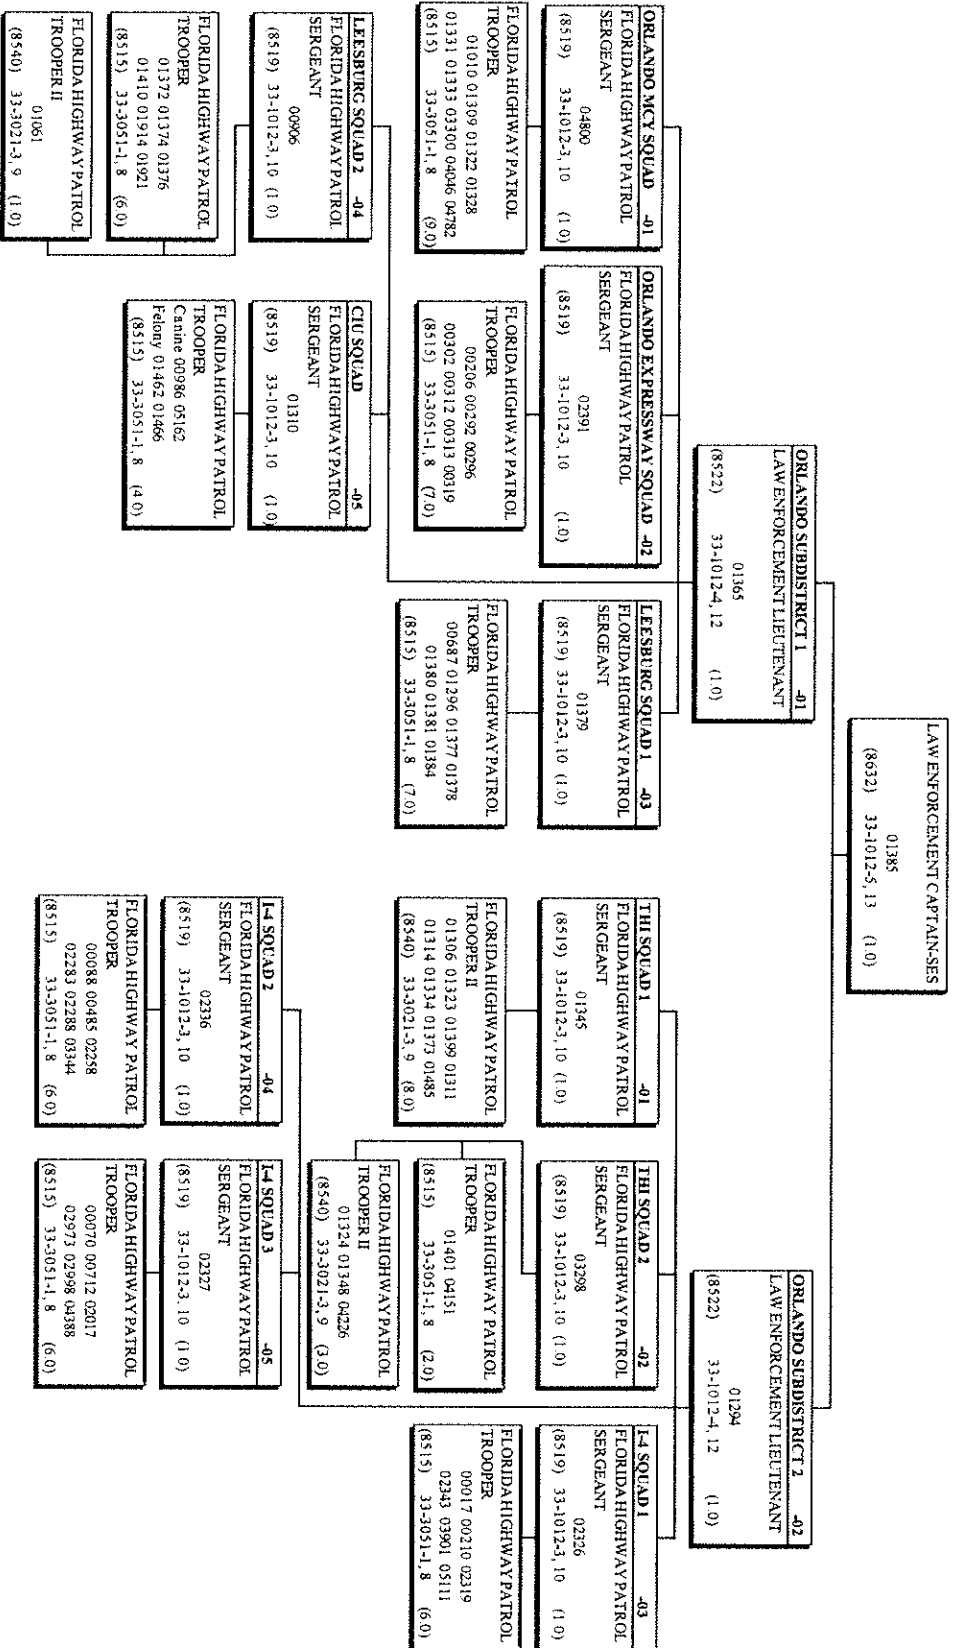 LAW ENFORCEMENT CAPTAIN-SES
01385
(8632) 33-1012-5, 13 (1.0)
ORLANDO SUBDISTRICT 1 -01
LAW ENFORCEMENT LIEUTENANT
01365
(8522) 33-1012-4, 12 (1.0)
ORLANDO SUBDISTRICT 2 -02
LAW ENFORCEMENT LIEUTENANT
01294
(8522) 33-1012-4, 12 (1.0)
ORLANDO MCY SQUAD -01
FLORIDA HIGHWAY PATROL
SERGEANT
04800
(8519) 33-1012-3, 10 (1.0)
FLORIDA HIGHWAY PATROL
TROOPER
01010 01309 01322 01328
01331 01333 03300 04046 04782
(8515) 33-3051-1, 8 (9.0)
ORLANDO EXPRESSWAY SQUAD -02
FLORIDA HIGHWAY PATROL
SERGEANT
02391
(8519) 33-1012-3, 10 (1.0)
FLORIDA HIGHWAY PATROL
TROOPER
00206 00292 00296
00302 00312 00313 00319
(8515) 33-3051-1, 8 (7.0)
LEESBURG SQUAD 1 -03
FLORIDA HIGHWAY PATROL
SERGEANT
01379
(8519) 33-1012-3, 10 (1.0)
FLORIDA HIGHWAY PATROL
TROOPER
00687 01296 01377 01378
01380 01381 01384
(8515) 33-3051-1, 8 (7.0)
LEESBURG SQUAD 2 -04
FLORIDA HIGHWAY PATROL
SERGEANT
00906
(8519) 33-1012-3, 10 (1.0)
FLORIDA HIGHWAY PATROL
TROOPER
01372 01374 01376
01410 01914 01921
(8515) 33-3051-1, 8 (6.0)
FLORIDA HIGHWAY PATROL
TROOPER II
01061
(8540) 33-3021-3, 9 (1.0)
CIU SQUAD -05
FLORIDA HIGHWAY PATROL
SERGEANT
01310
(8519) 33-1012-3, 10 (1.0)
FLORIDA HIGHWAY PATROL
TROOPER
Canine 00986 05162
Felony 01462 01466
(8515) 33-3051-1, 8 (4.0)
THI SQUAD 1 -01
FLORIDA HIGHWAY PATROL
SERGEANT
01345
(8519) 33-1012-3, 10 (1.0)
FLORIDA HIGHWAY PATROL
TROOPER II
01306 01323 01399 01311
01314 01334 01373 01485
(8540) 33-3021-3, 9 (8.0)
THI SQUAD 2 -02
FLORIDA HIGHWAY PATROL
SERGEANT
03298
(8519) 33-1012-3, 10 (1.0)
FLORIDA HIGHWAY PATROL
TROOPER
01401 04151
(8515) 33-3051-1, 8 (2.0)
FLORIDA HIGHWAY PATROL
TROOPER II
01324 01348 04226
(8540) 33-3021-3, 9 (3.0)
I-4 SQUAD 1 -03
FLORIDA HIGHWAY PATROL
SERGEANT
02326
(8519) 33-1012-3, 10 (1.0)
FLORIDA HIGHWAY PATROL
TROOPER
00017 00210 02319
02343 03901 05111
(8515) 33-3051-1, 8 (6.0)
I-4 SQUAD 2 -04
FLORIDA HIGHWAY PATROL
SERGEANT
02336
(8519) 33-1012-3, 10 (1.0)
FLORIDA HIGHWAY PATROL
TROOPER
00088 00485 02258
02283 02288 03344
(8515) 33-3051-1, 8 (6.0)
I-4 SQUAD 3 -05
FLORIDA HIGHWAY PATROL
SERGEANT
02327
(8519) 33-1012-3, 10 (1.0)
FLORIDA HIGHWAY PATROL
TROOPER
00070 00712 02017
02973 02998 04388
(8515) 33-3051-1, 8 (6.0)